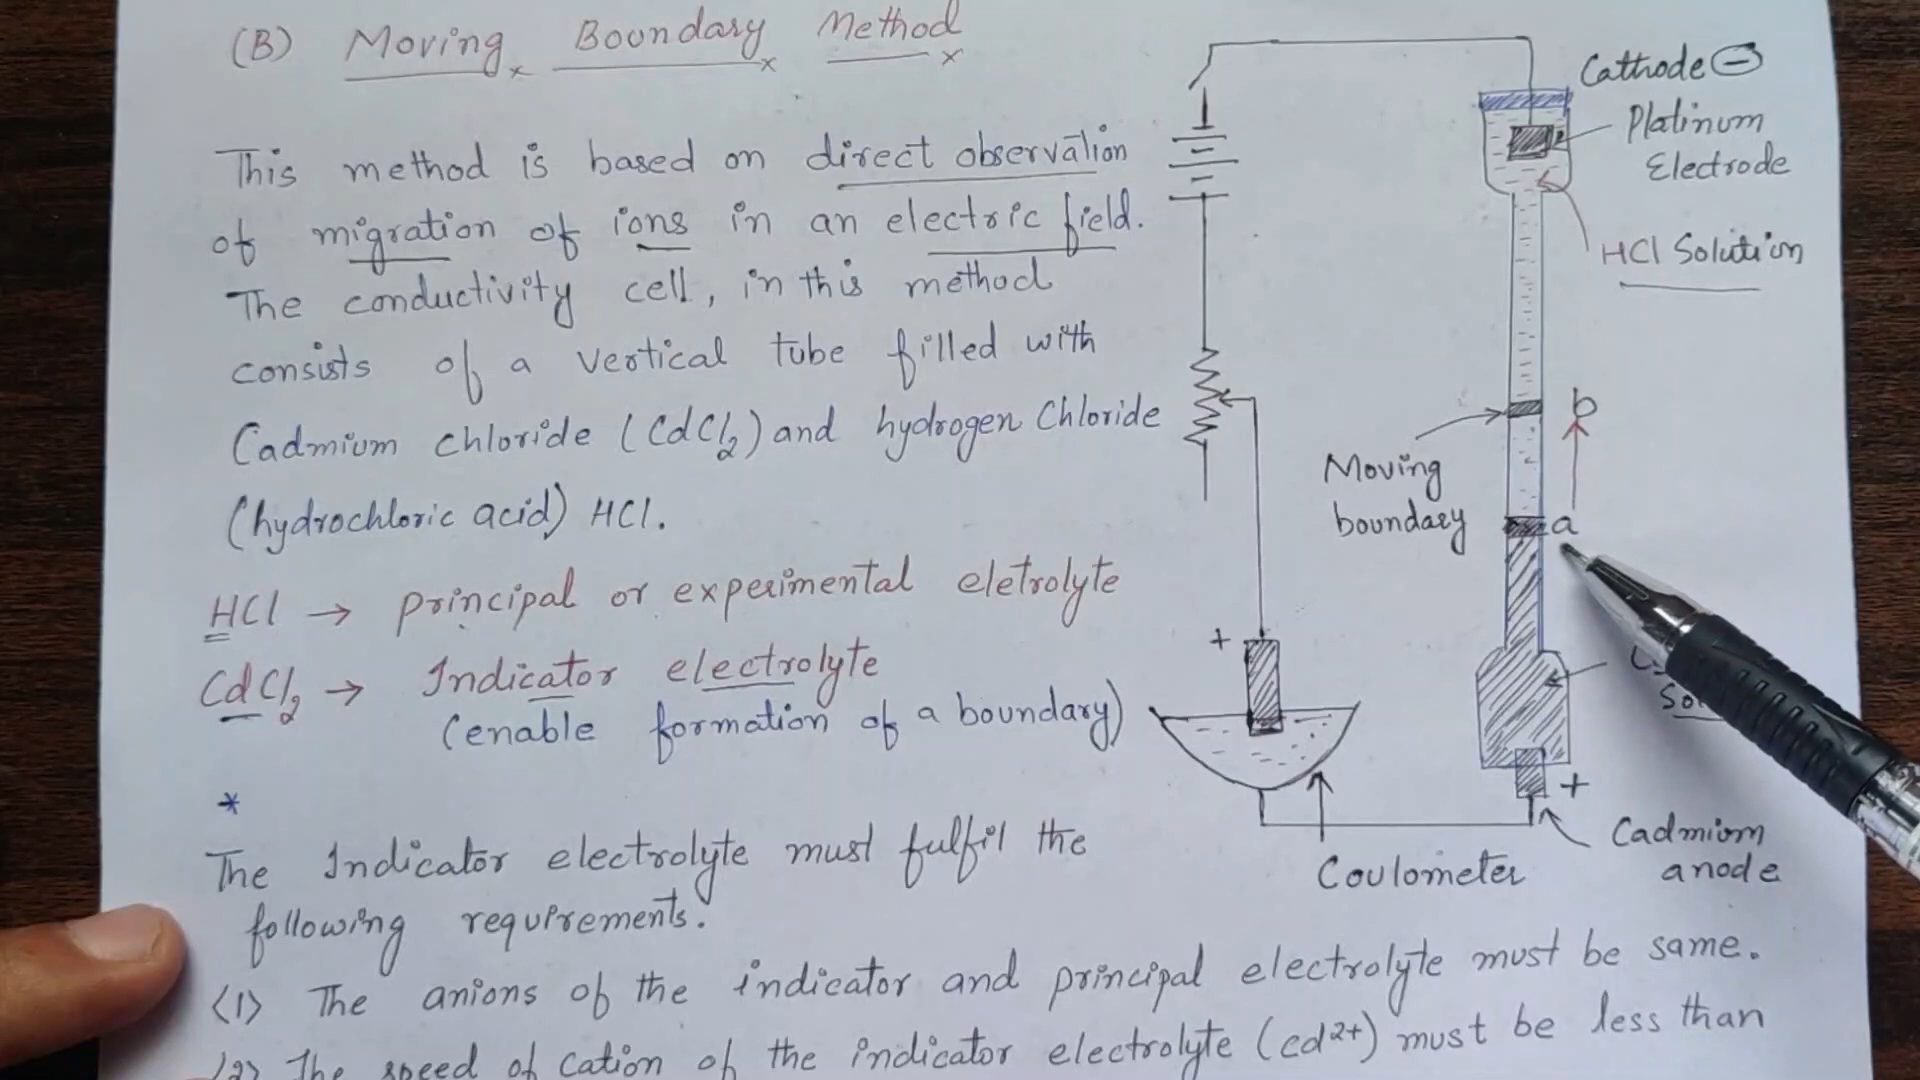 (B) Moving Boundary Method
This method is based on direct observation
of migration of ions in an electric field.
The conductivity cell, in this method
consists of a vertical tube filled with
Cadmium chloride (CdCl2) and hydrogen Chloride
(hydrochloric acid) HCl.
HCl → principal or experimental eletrolyte
CdCl2 → Indicator electrolyte
(enable formation of a boundary)
*
The Indicator electrolyte must fulfil the
following requirements.
<1> The anions of the indicator and principal electrolyte must be same.
<2> The speed of cation of the indicator electrolyte (cd2+) must be less than
Cathode ⊖
Platinum
Electrode
HCl Solution
b
Moving
boundary
a
+
+
Cadmium
anode
Coulometer